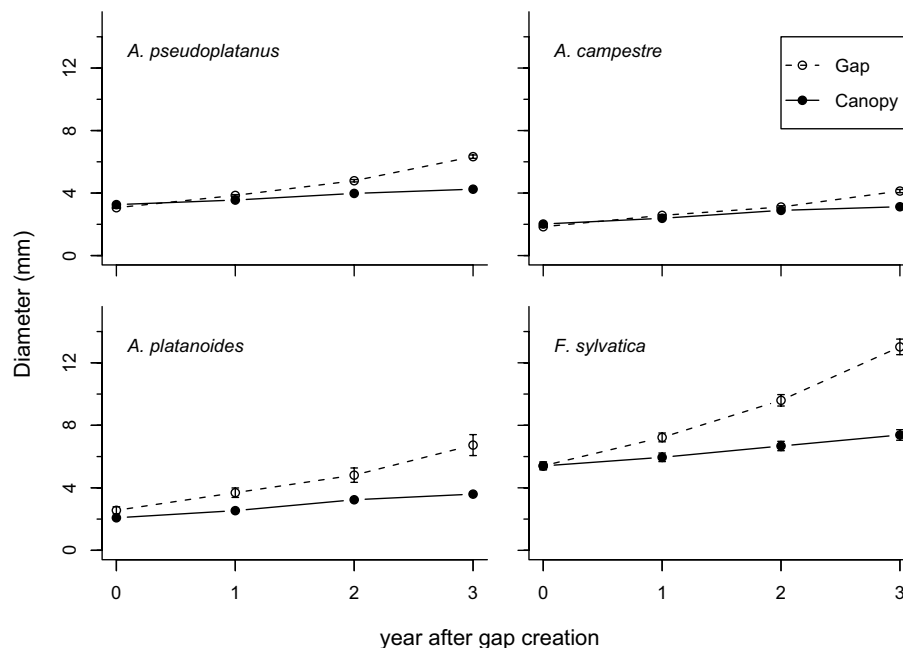 A. pseudoplatanus
A. campestre
Gap
Canopy
12
8
4
0
A. platanoides
F. sylvatica
12
8
4
0
Diameter (mm)
0 1 2 3 0 1 2 3
year after gap creation